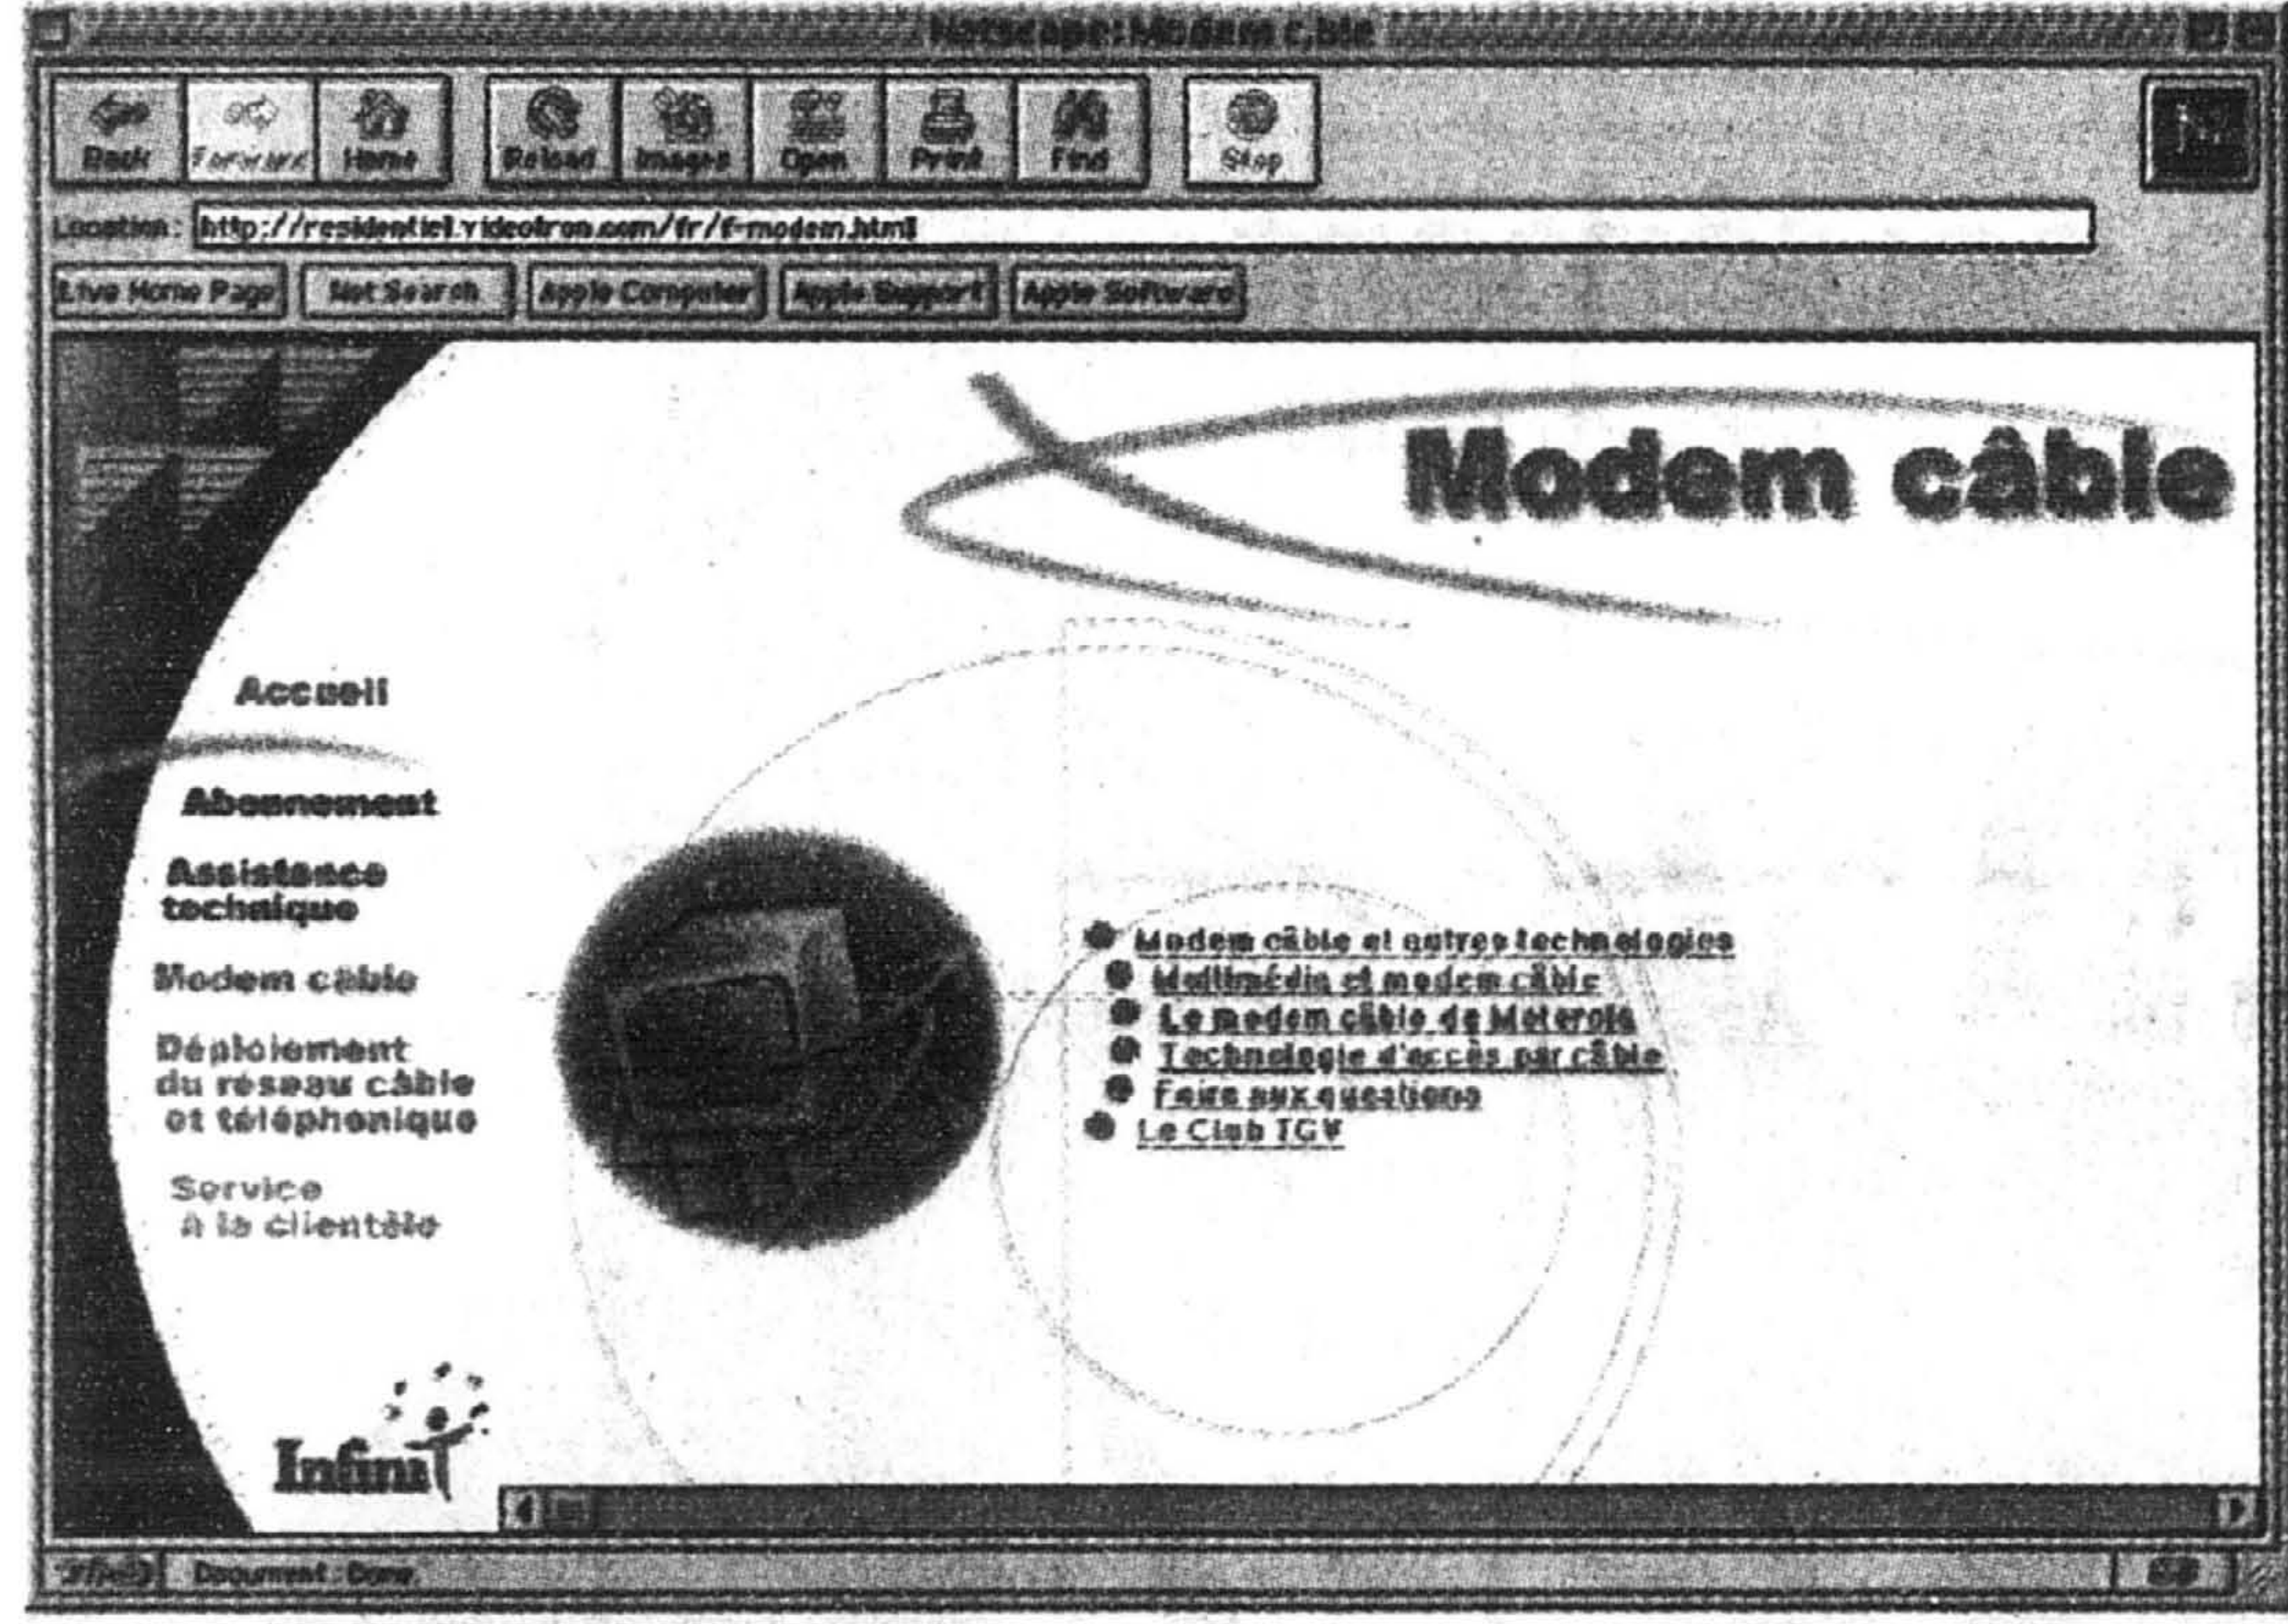 Netscape: Modem câble
Back Forward Home Reload Images Open Print Find Stop
Location: http://residentiel.videotron.com/fr/f-modem.html
Live Home Page Net Search Apple Computer Apple Support Apple Software
Modem câble
Accueil
Abonnement
Assistance
technique
Modem câble
Déploiement
du réseau câble
et téléphonique
Service
à la clientèle
Modem câble et autres technologies
Multimédia et modem câble
Le modem câble de Motorola
Technologie d'accès par câble
Foire aux questions
Le Club TGV
InfiniT
Document: Done.